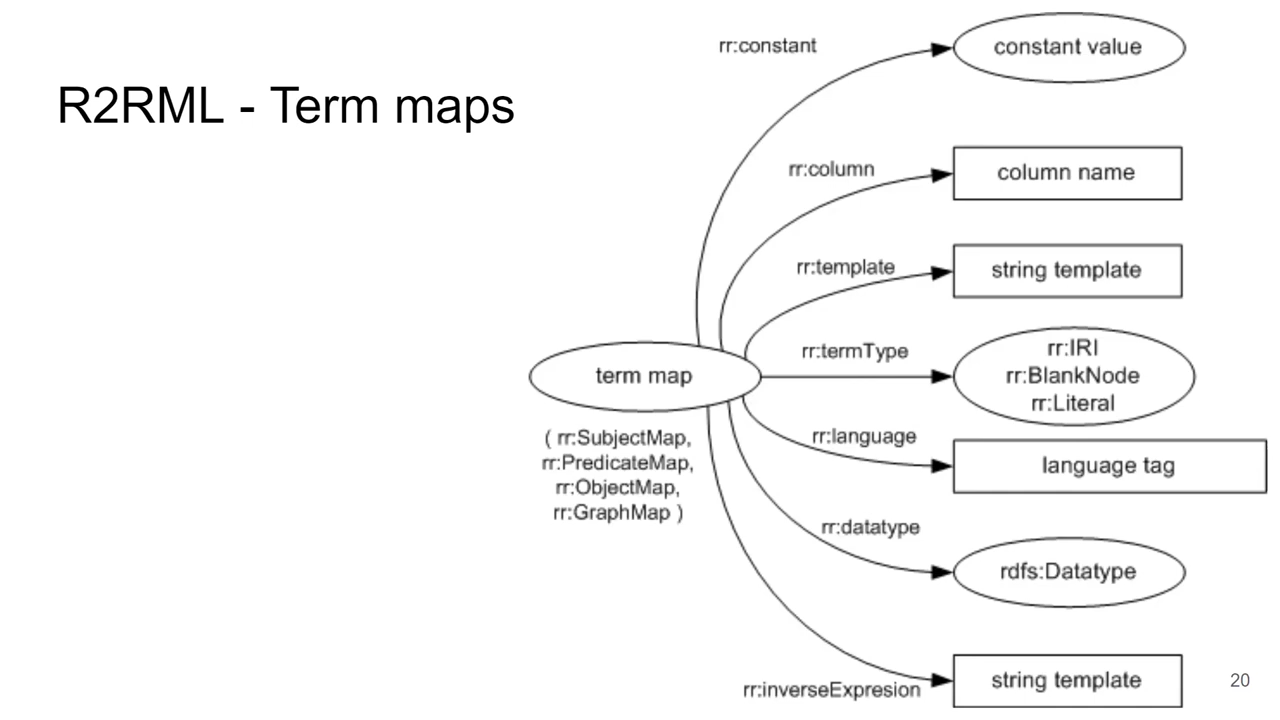 R2RML - Term maps
rr:constant
constant value
rr:column
column name
rr:template
string template
rr:termType
rr:IRI
rr:BlankNode
rr:Literal
term map
( rr:SubjectMap,
rr:PredicateMap,
rr:ObjectMap,
rr:GraphMap )
rr:language
language tag
rr:datatype
rdfs:Datatype
rr:inverseExpresion
string template
20